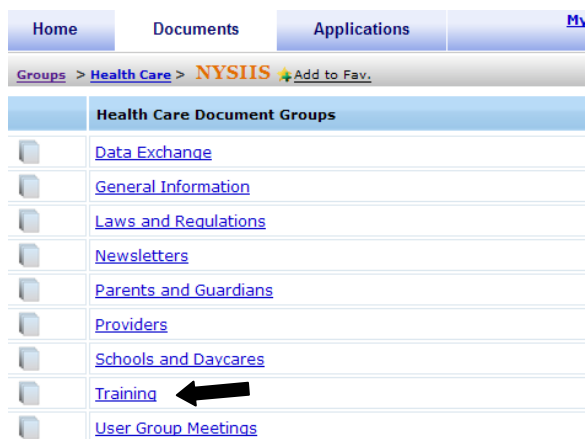 Home Documents Applications My
Groups > Health Care > NYSIIS Add to Fav.
Health Care Document Groups
Data Exchange
General Information
Laws and Regulations
Newsletters
Parents and Guardians
Providers
Schools and Daycares
Training
User Group Meetings